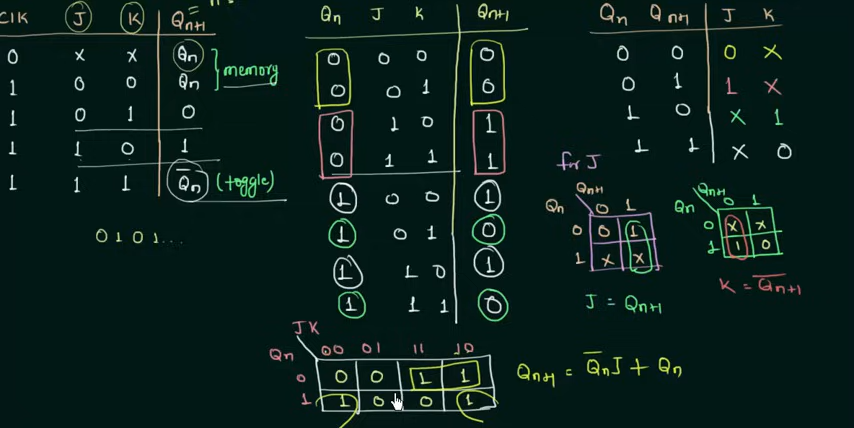 CLK J K Qn+1 =
0 x x Qn
1 0 0 Qn } memory
1 0 1 0
1 1 0 1
1 1 1 Q̅n (toggle)
0 1 0 1 ...
Qn J K Qn+1
0 0 0 0
0 0 1 0
0 1 0 1
0 1 1 1
1 0 0 1
1 0 1 0
1 1 0 1
1 1 1 0
Qn Qn+1 J K
0 0 0 x
0 1 1 x
1 0 x 1
1 1 x 0
for J
Qn Qn+1 0 1
0 0 1
1 x x
J = Qn+1
Qn Qn+1 0 1
0 x x
1 1 0
K = Q̅n+1
JK
Qn 00 01 11 10
0 0 0 1 1
1 1 0 0 1
Qn+1 = Q̅nJ + Qn